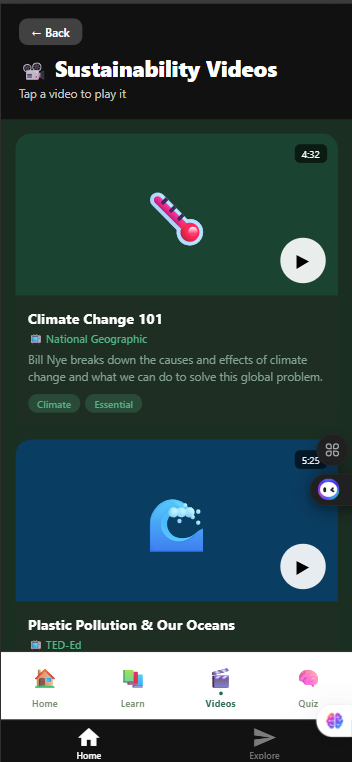 ← Back
Sustainability Videos
Tap a video to play it
4:32
Climate Change 101
National Geographic
Bill Nye breaks down the causes and effects of climate
change and what we can do to solve this global problem.
Climate Essential
5:25
Plastic Pollution & Our Oceans
TED-Ed
Home Learn Videos Quiz
Home Explore